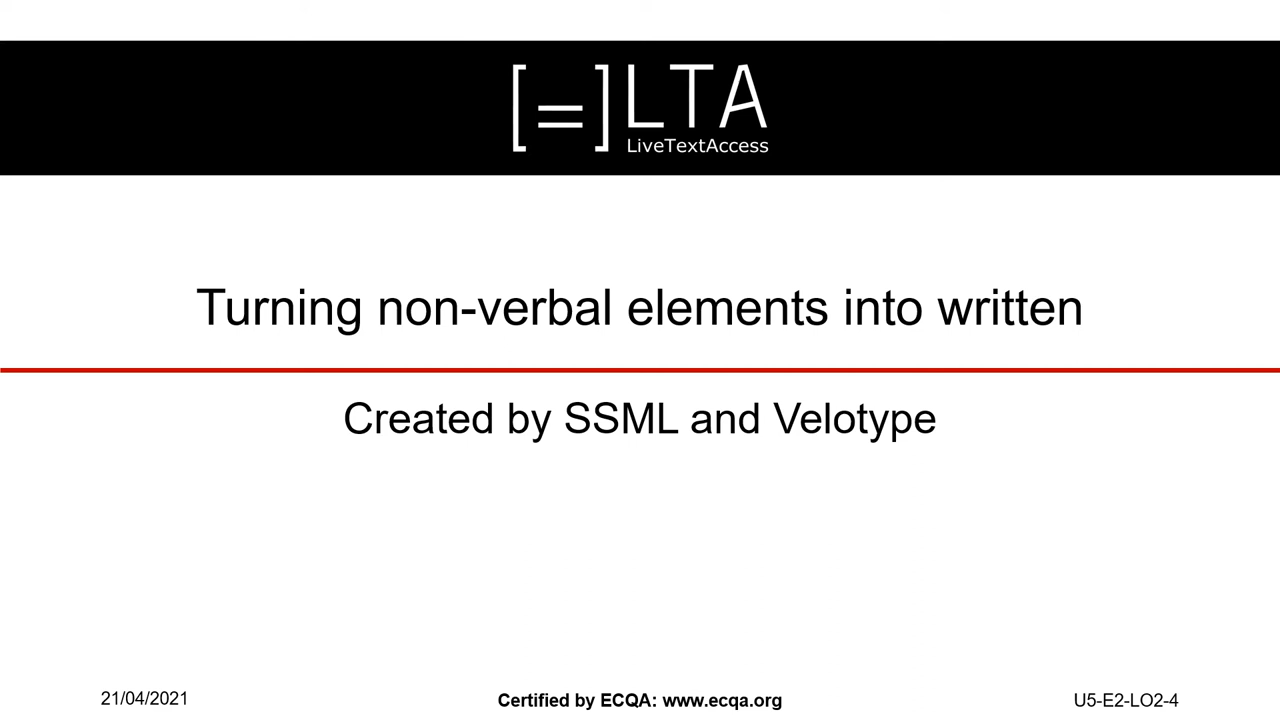 [=]LTA
LiveTextAccess
Turning non-verbal elements into written
Created by SSML and Velotype
21/04/2021
Certified by ECQA: www.ecqa.org
U5-E2-LO2-4